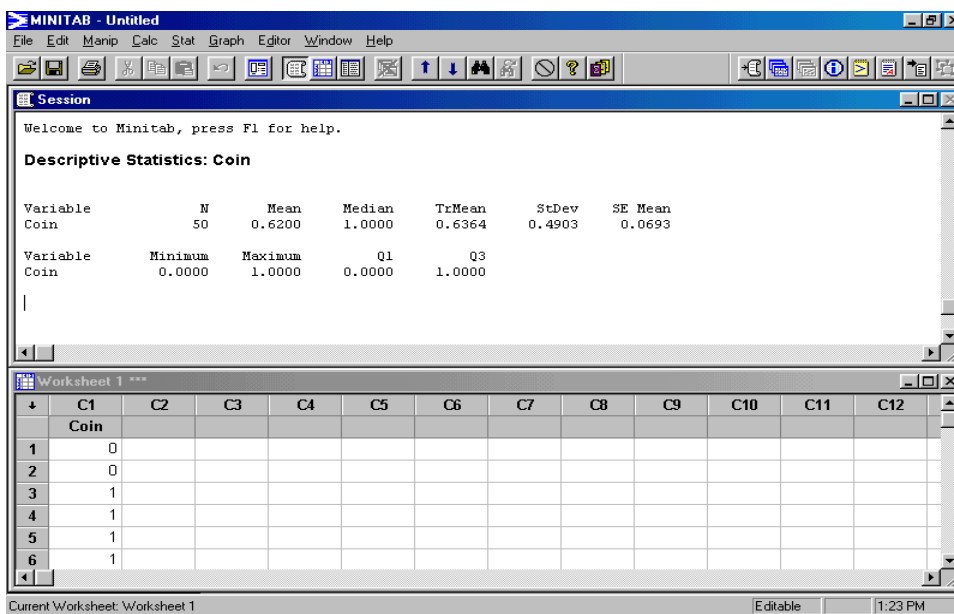 MINITAB - Untitled
File Edit Manip Calc Stat Graph Editor Window Help
Session
Welcome to Minitab, press F1 for help.
Descriptive Statistics: Coin
Variable N Mean Median TrMean StDev SE Mean
Coin 50 0.6200 1.0000 0.6364 0.4903 0.0693
Variable Minimum Maximum Q1 Q3
Coin 0.0000 1.0000 0.0000 1.0000
Worksheet 1 ***
C1 C2 C3 C4 C5 C6 C7 C8 C9 C10 C11 C12
Coin
1 0
2 0
3 1
4 1
5 1
6 1
Current Worksheet: Worksheet 1 Editable 1:23 PM